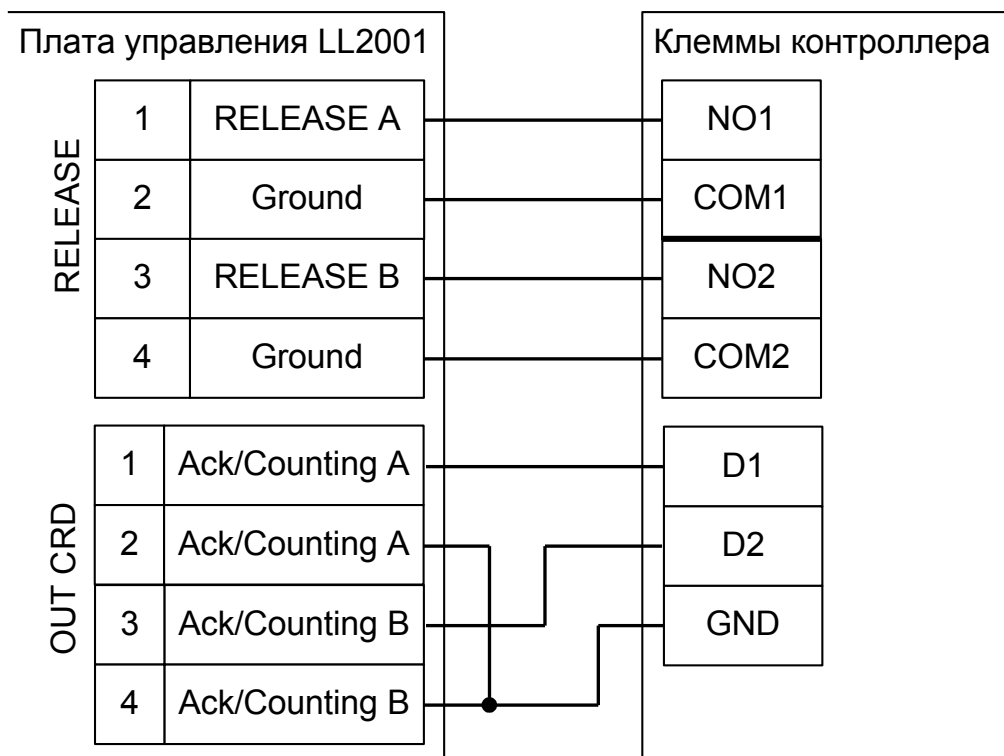 Плата управления LL2001
Клеммы контроллера
RELEASE
1 RELEASE A NO1
2 Ground COM1
3 RELEASE B NO2
4 Ground COM2
OUT CRD
1 Ack/Counting A D1
2 Ack/Counting A D2
3 Ack/Counting B GND
4 Ack/Counting B